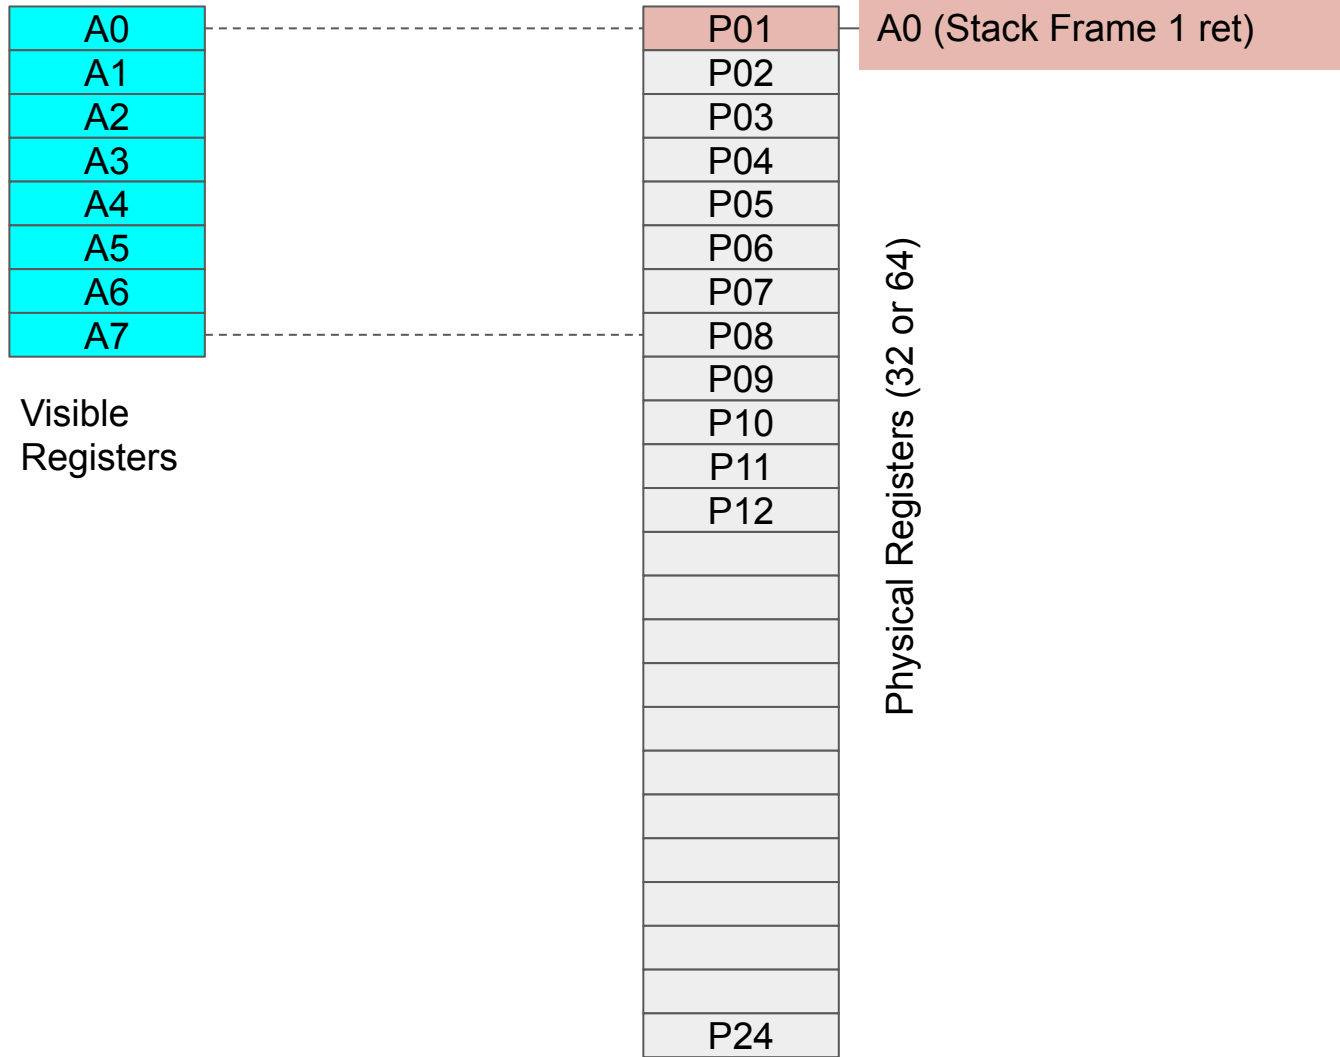 A0
A1
A2
A3
A4
A5
A6
A7
Visible
Registers
P01
P02
P03
P04
P05
P06
P07
P08
P09
P10
P11
P12
P24
A0 (Stack Frame 1 ret)
Physical Registers (32 or 64)